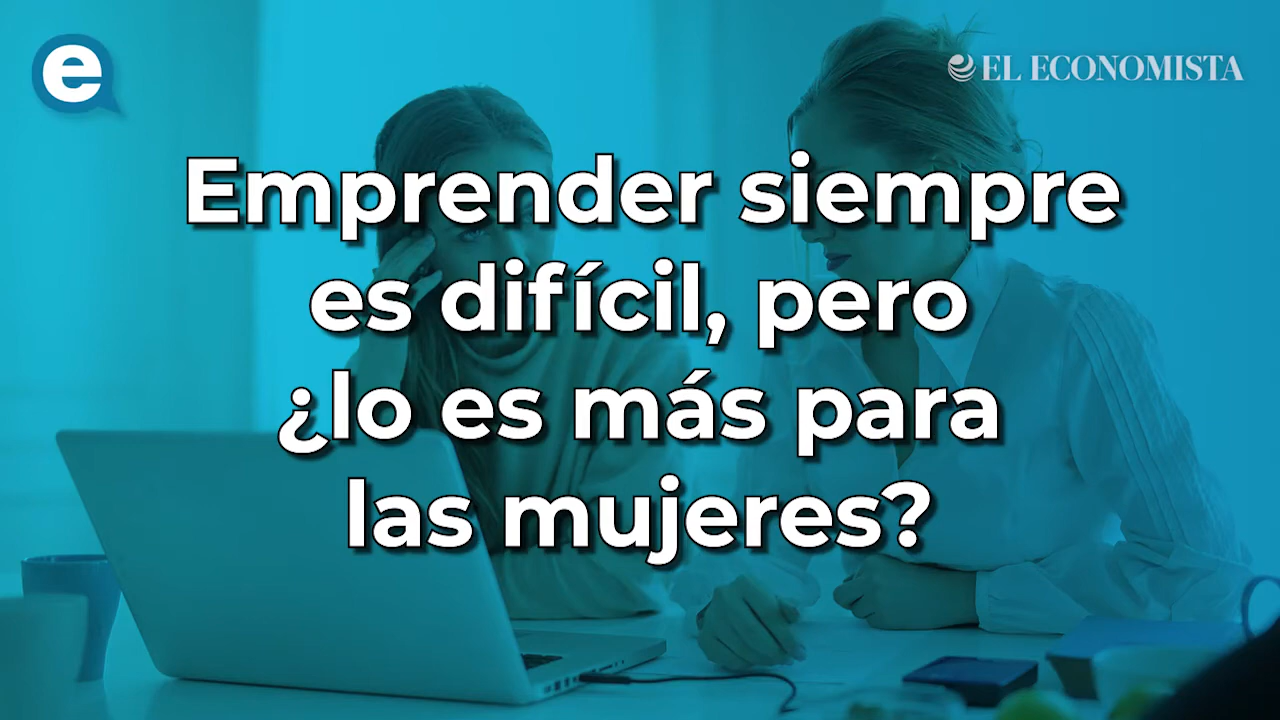 e
EL ECONOMISTA
Emprender siempre
es difícil, pero
¿lo es más para
las mujeres?